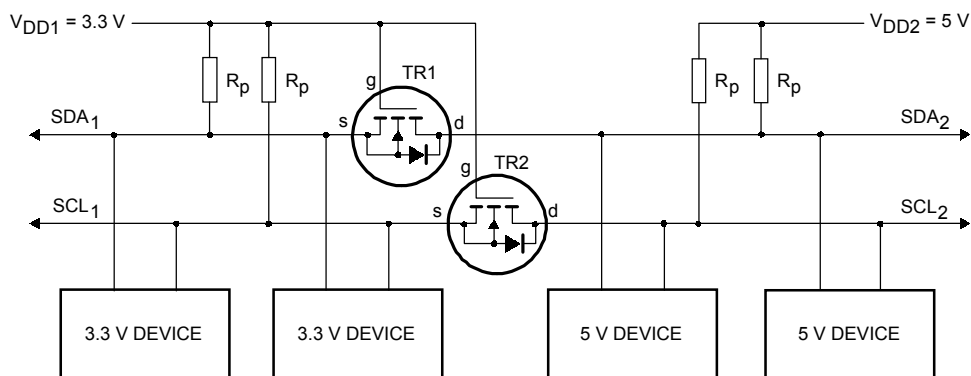 VDD1 = 3.3 V
VDD2 = 5 V
Rp
Rp
g
TR1
Rp
Rp
SDA1
s
d
SDA2
g
TR2
SCL1
s
d
SCL2
3.3 V DEVICE
3.3 V DEVICE
5 V DEVICE
5 V DEVICE